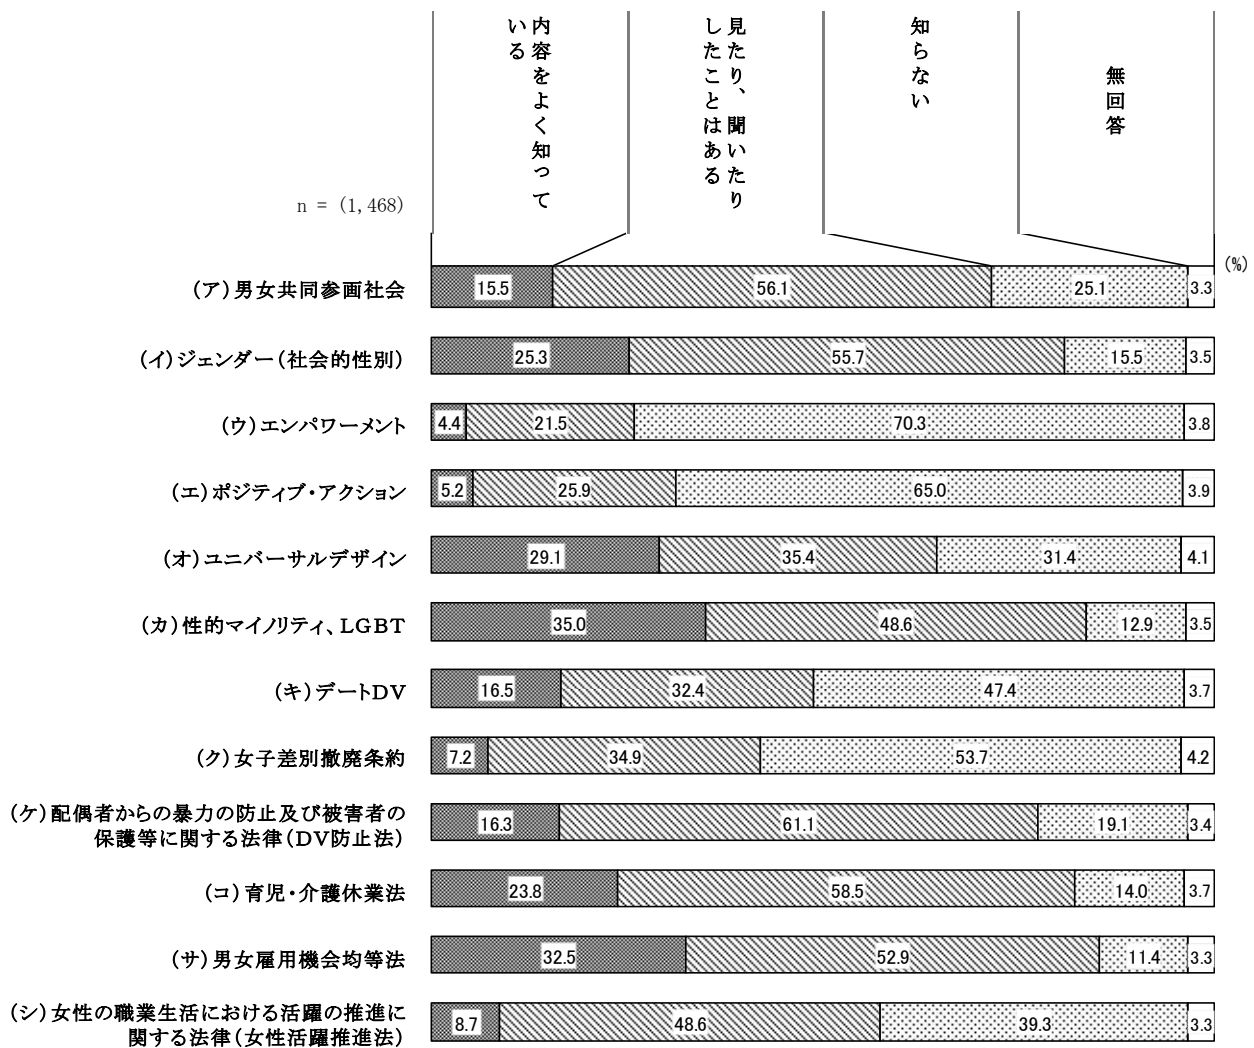 内容をよく知って
いる
見たり、聞いたり
したことはある
知らない
無回答
n = (1,468)
(%)
(ア)男女共同参画社会
15.5 56.1 25.1 3.3
(イ)ジェンダー(社会的性別)
25.3 55.7 15.5 3.5
(ウ)エンパワーメント
4.4 21.5 70.3 3.8
(エ)ポジティブ・アクション
5.2 25.9 65.0 3.9
(オ)ユニバーサルデザイン
29.1 35.4 31.4 4.1
(カ)性的マイノリティ、LGBT
35.0 48.6 12.9 3.5
(キ)デートDV
16.5 32.4 47.4 3.7
(ク)女子差別撤廃条約
7.2 34.9 53.7 4.2
(ケ)配偶者からの暴力の防止及び被害者の
保護等に関する法律(DV防止法)
16.3 61.1 19.1 3.4
(コ)育児・介護休業法
23.8 58.5 14.0 3.7
(サ)男女雇用機会均等法
32.5 52.9 11.4 3.3
(シ)女性の職業生活における活躍の推進に
関する法律(女性活躍推進法)
8.7 48.6 39.3 3.3